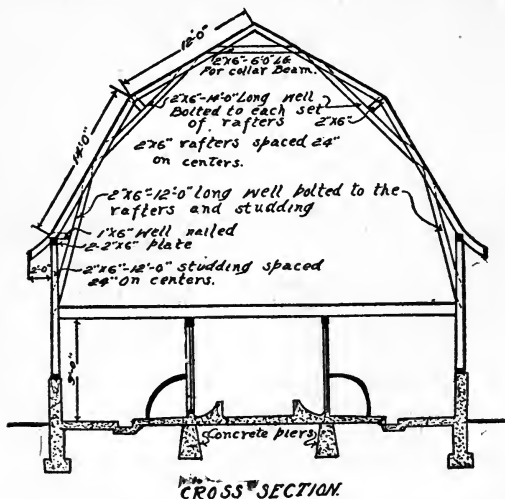 12'-0"
2"X6"-6'-0" LG.
For collar Beam.
2"X6"-14'-0" Long well
Bolted to each set
of rafters
2"X6"
2"X6" rafters spaced 24"
on centers.
14'-0"
2"X6"-12'-0" long well bolted to the
rafters and studding
1"X6" well nailed
2-2"X6" plate
2'-0"
2"X6"-12'-0" studding spaced
24" on centers.
9'-0"
Concrete piers
CROSS SECTION.